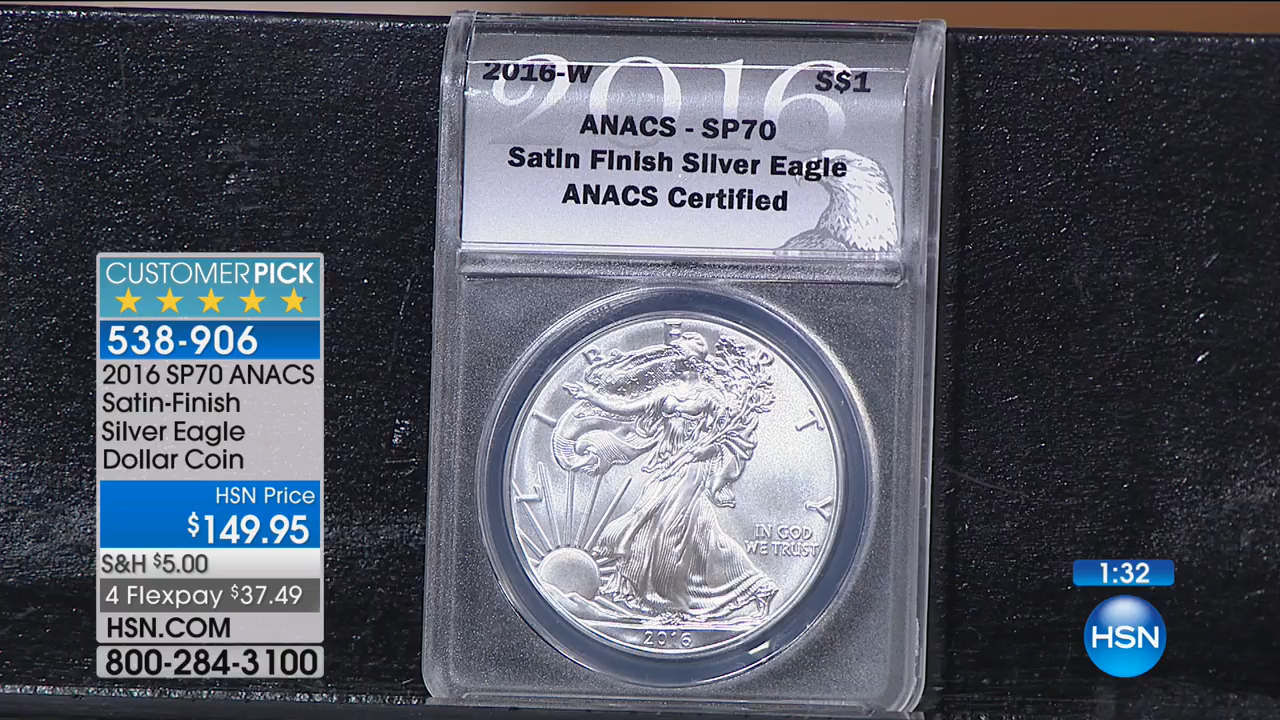 2016
2016-W S$1
ANACS - SP70
Satin Finish Silver Eagle
ANACS Certified
CUSTOMERPICK
538-906
2016 SP70 ANACS
Satin-Finish
Silver Eagle
Dollar Coin
HSN Price
$149.95
S&H $5.00
4 Flexpay $37.49
HSN.COM
800-284-3100
LIBERTY
IN GOD
WE TRUST
2016
1:32
HSN